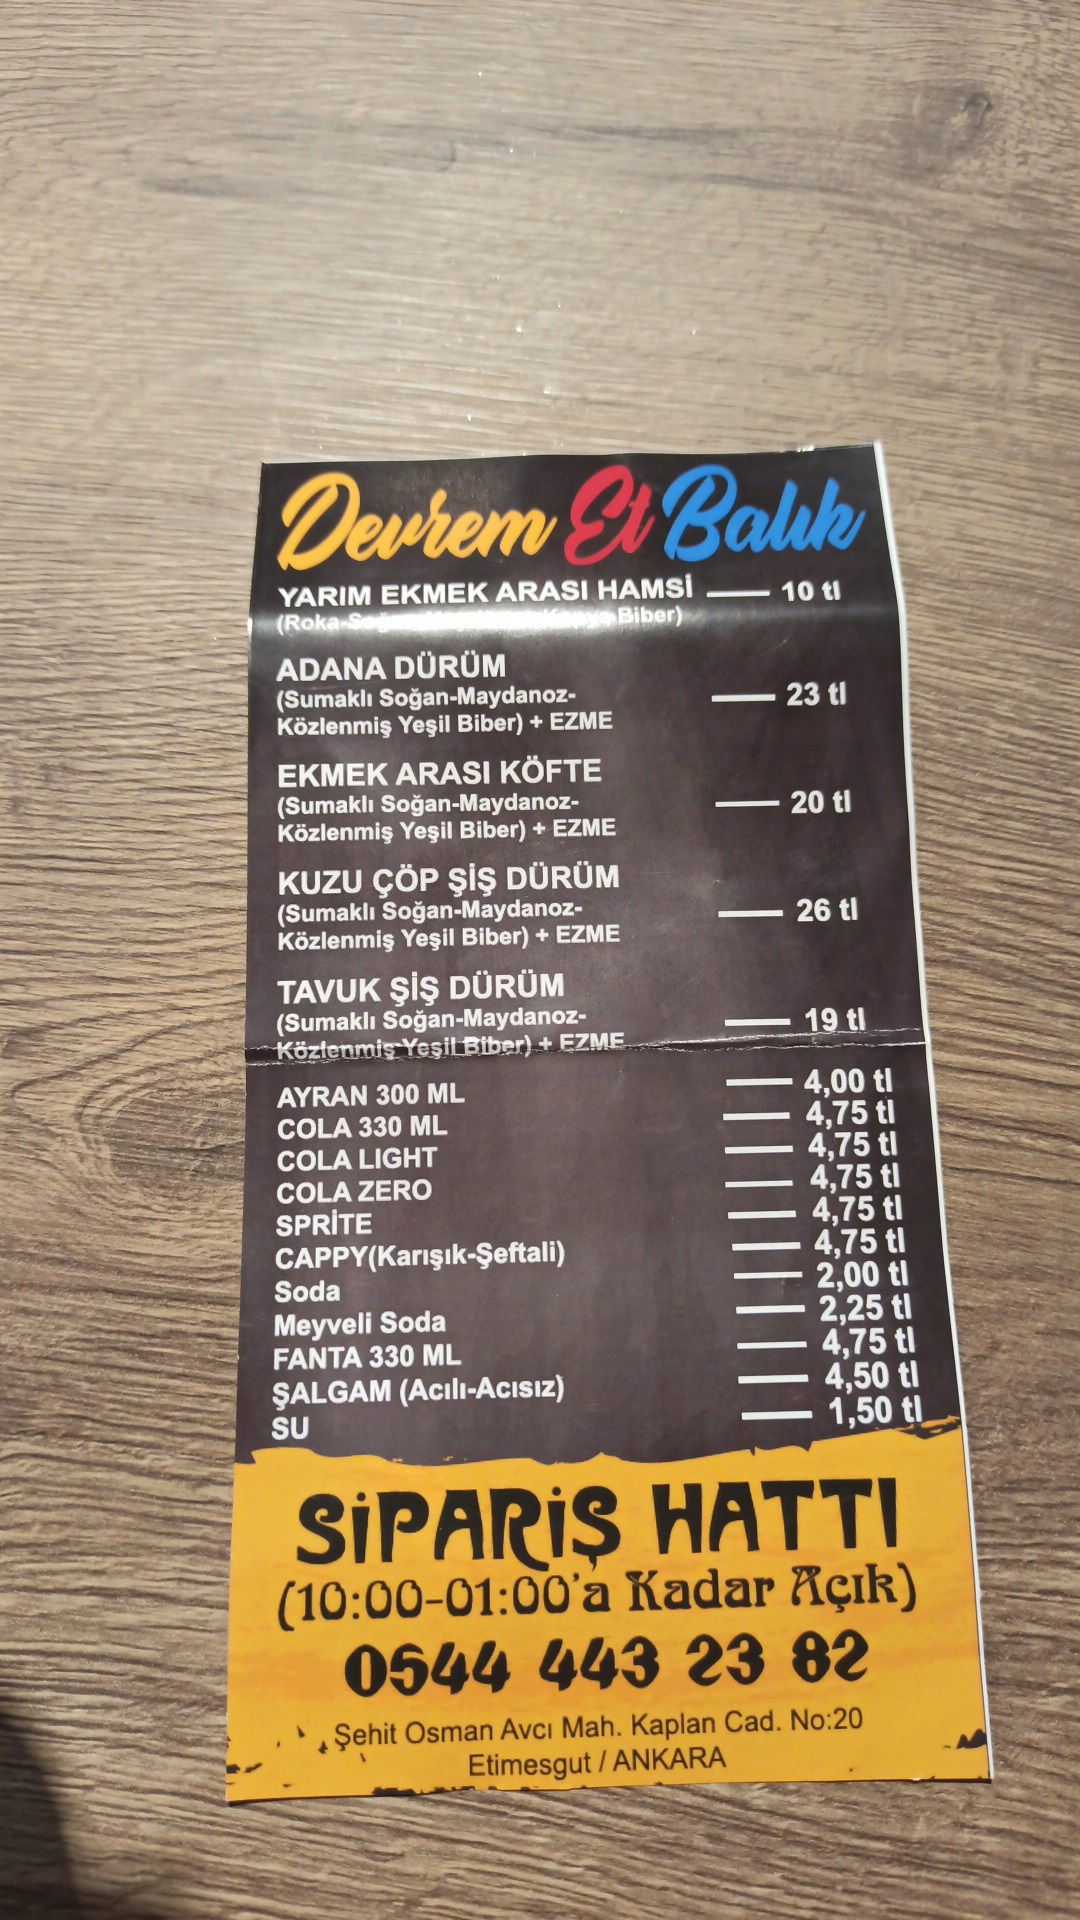 Devrem Et Balık
YARIM EKMEK ARASI HAMSİ — 10 tl
(Roka- Biber)
ADANA DÜRÜM
(Sumaklı Soğan-Maydanoz- — 23 tl
Közlenmiş Yeşil Biber) + EZME
EKMEK ARASI KÖFTE
(Sumaklı Soğan-Maydanoz- — 20 tl
Közlenmiş Yeşil Biber) + EZME
KUZU ÇÖP ŞİŞ DÜRÜM
(Sumaklı Soğan-Maydanoz- — 26 tl
Közlenmiş Yeşil Biber) + EZME
TAVUK ŞİŞ DÜRÜM
(Sumaklı Soğan-Maydanoz- — 19 tl
Közlenmiş Yeşil Biber) + EZME
AYRAN 300 ML — 4,00 tl
COLA 330 ML — 4,75 tl
COLA LIGHT — 4,75 tl
COLA ZERO — 4,75 tl
SPRİTE — 4,75 tl
CAPPY(Karışık-Şeftali) — 4,75 tl
Soda — 2,00 tl
Meyveli Soda — 2,25 tl
FANTA 330 ML — 4,75 tl
ŞALGAM (Acılı-Acısız) — 4,50 tl
SU — 1,50 tl
SİPARİŞ HATTI
(10:00-01:00'a Kadar Açık)
0544 443 23 82
Şehit Osman Avcı Mah. Kaplan Cad. No:20
Etimesgut / ANKARA